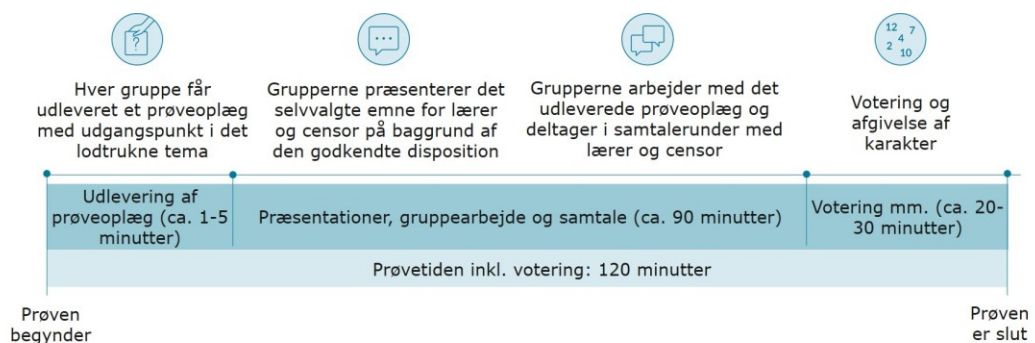 ?
12 7
4
2 10
Hver gruppe får
udleveret et prøveoplæg
med udgangspunkt i det
lodtrukne tema
Grupperne præsenterer det
selvvalgte emne for lærer
og censor på baggrund af
den godkendte disposition
Grupperne arbejder med det
udleverede prøveoplæg og
deltager i samtalerunder med
lærer og censor
Votering og
afgivelse af
karakter
Udlevering af
prøveoplæg (ca. 1-5
minutter)
Præsentationer, gruppearbejde og samtale (ca. 90 minutter)
Votering mm. (ca. 20-
30 minutter)
Prøvetiden inkl. votering: 120 minutter
Prøven
begynder
Prøven
er slut